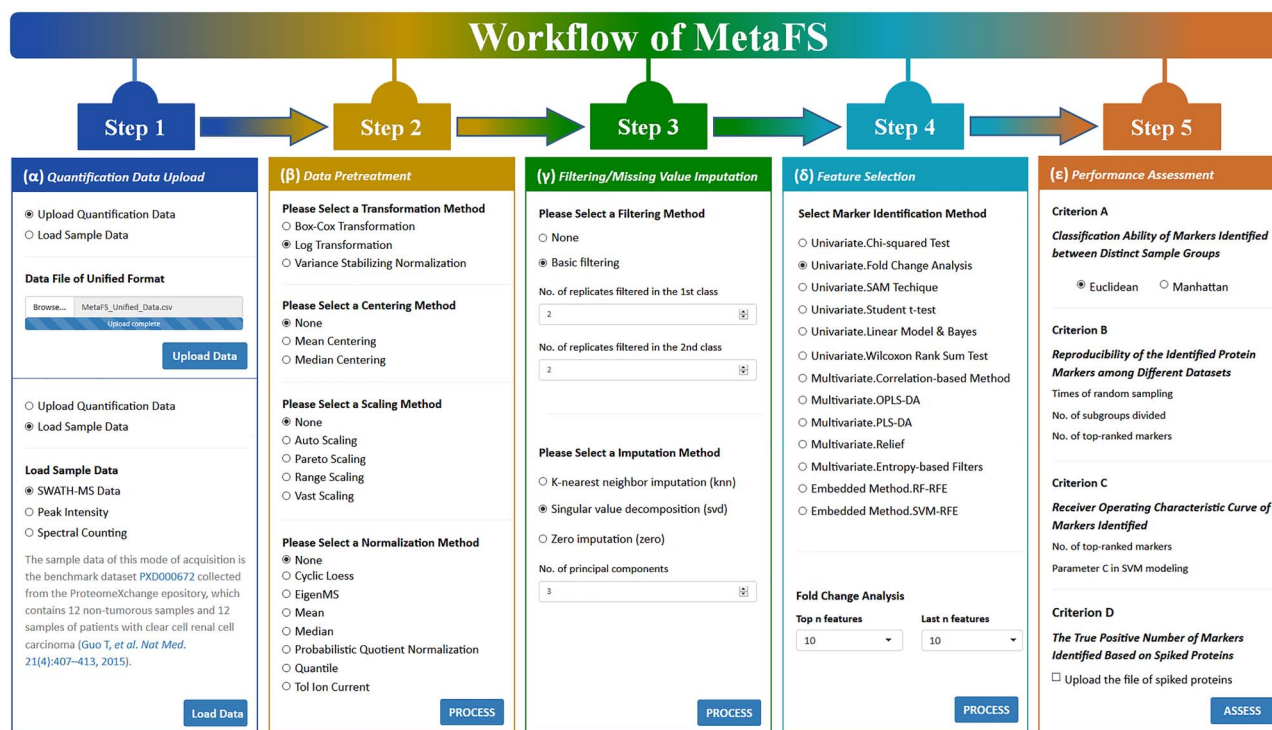 Workflow of MetaFS
Step 1
Step 2
Step 3
Step 4
Step 5
(α) Quantification Data Upload
Upload Quantification Data
Load Sample Data
Data File of Unified Format
Browse... MetaFS_Unified_Data.csv
Upload complete
Upload Data
Upload Quantification Data
Load Sample Data
Load Sample Data
SWATH-MS Data
Peak Intensity
Spectral Counting
The sample data of this mode of acquisition is
the benchmark dataset PXD000672 collected
from the ProteomeXchange epository, which
contains 12 non-tumorous samples and 12
samples of patients with clear cell renal cell
carcinoma (Guo T, et al. Nat Med.
21(4):407–413, 2015).
Load Data
(β) Data Pretreatment
Please Select a Transformation Method
Box-Cox Transformation
Log Transformation
Variance Stabilizing Normalization
Please Select a Centering Method
None
Mean Centering
Median Centering
Please Select a Scaling Method
None
Auto Scaling
Pareto Scaling
Range Scaling
Vast Scaling
Please Select a Normalization Method
None
Cyclic Loess
EigenMS
Mean
Median
Probabilistic Quotient Normalization
Quantile
Tol Ion Current
PROCESS
(γ) Filtering/Missing Value Imputation
Please Select a Filtering Method
None
Basic filtering
No. of replicates filtered in the 1st class
2
No. of replicates filtered in the 2nd class
2
Please Select a Imputation Method
K-nearest neighbor imputation (knn)
Singular value decomposition (svd)
Zero imputation (zero)
No. of principal components
3
PROCESS
(δ) Feature Selection
Select Marker Identification Method
Univariate.Chi-squared Test
Univariate.Fold Change Analysis
Univariate.SAM Techique
Univariate.Student t-test
Univariate.Linear Model & Bayes
Univariate.Wilcoxon Rank Sum Test
Multivariate.Correlation-based Method
Multivariate.OPLS-DA
Multivariate.PLS-DA
Multivariate.Relief
Multivariate.Entropy-based Filters
Embedded Method.RF-RFE
Embedded Method.SVM-RFE
Fold Change Analysis
Top n features Last n features
10 10
PROCESS
(ε) Performance Assessment
Criterion A
Classification Ability of Markers Identified
between Distinct Sample Groups
Euclidean Manhattan
Criterion B
Reproducibility of the Identified Protein
Markers among Different Datasets
Times of random sampling
No. of subgroups divided
No. of top-ranked markers
Criterion C
Receiver Operating Characteristic Curve of
Markers Identified
No. of top-ranked markers
Parameter C in SVM modeling
Criterion D
The True Positive Number of Markers
Identified Based on Spiked Proteins
Upload the file of spiked proteins
ASSESS